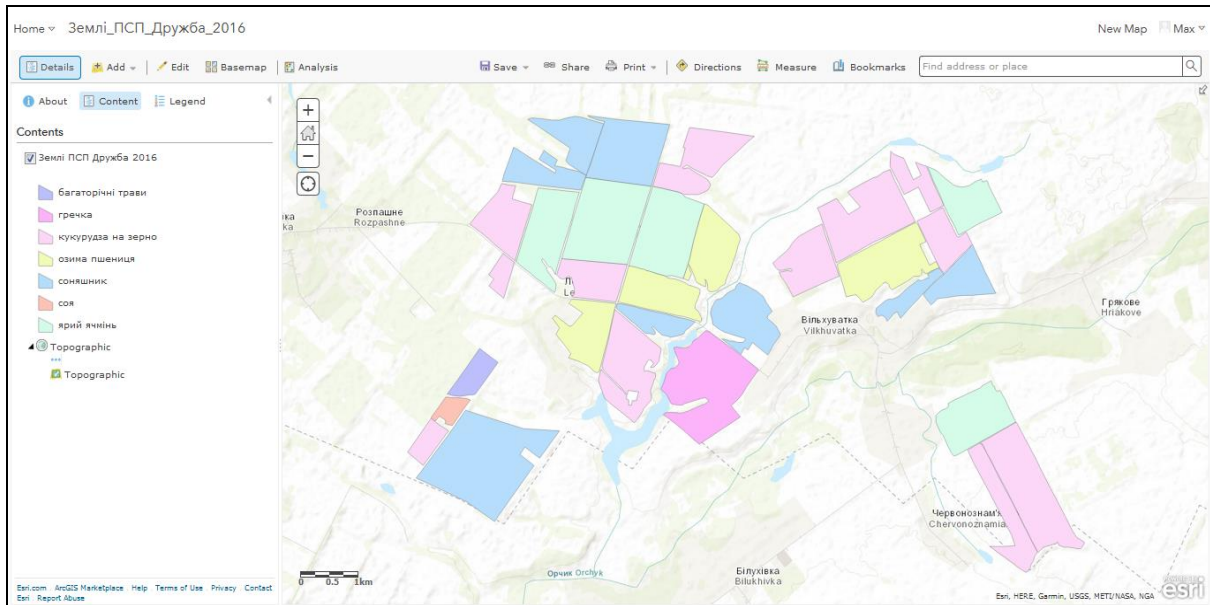 Home Землі_ПСП_Дружба_2016
New Map Max
Details Add Edit Basemap Analysis Save Share Print Directions Measure Bookmarks Find address or place
About Content Legend
Contents
Землі ПСП Дружба 2016
багаторічні трави
гречка
кукурудза на зерно
озима пшениця
соняшник
соя
ярий ячмінь
Topographic
Topographic
Esri.com ArcGIS Marketplace Help Terms of Use Privacy Contact
Esri Report Abuse
ка
ka
Розпашне
Rozpashne
Л
Le
Вільхуватка
Vilkhuvatka
Грякове
Hriakove
Червонознам'я
Chervonoznamia
Білухівка
Bilukhivka
Орчик Orchyk
0 0.5 1km
Esri, HERE, Garmin, USGS, METI/NASA, NGA
esri